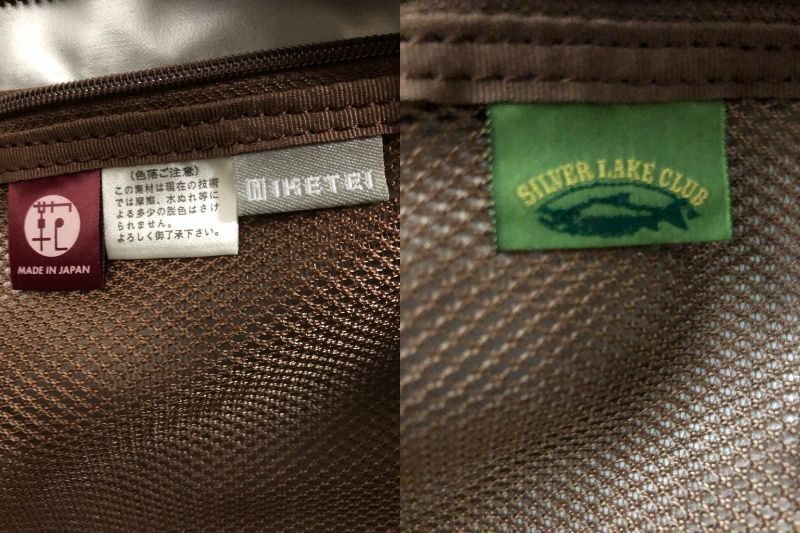 MADE IN JAPAN
(色落ご注意)
この素材は現在の技術
では摩擦、水ぬれ等に
よる多少の脱色はさけ
られません。
よろしく御了承下さい。
IKETEI
SILVER LAKE CLUB